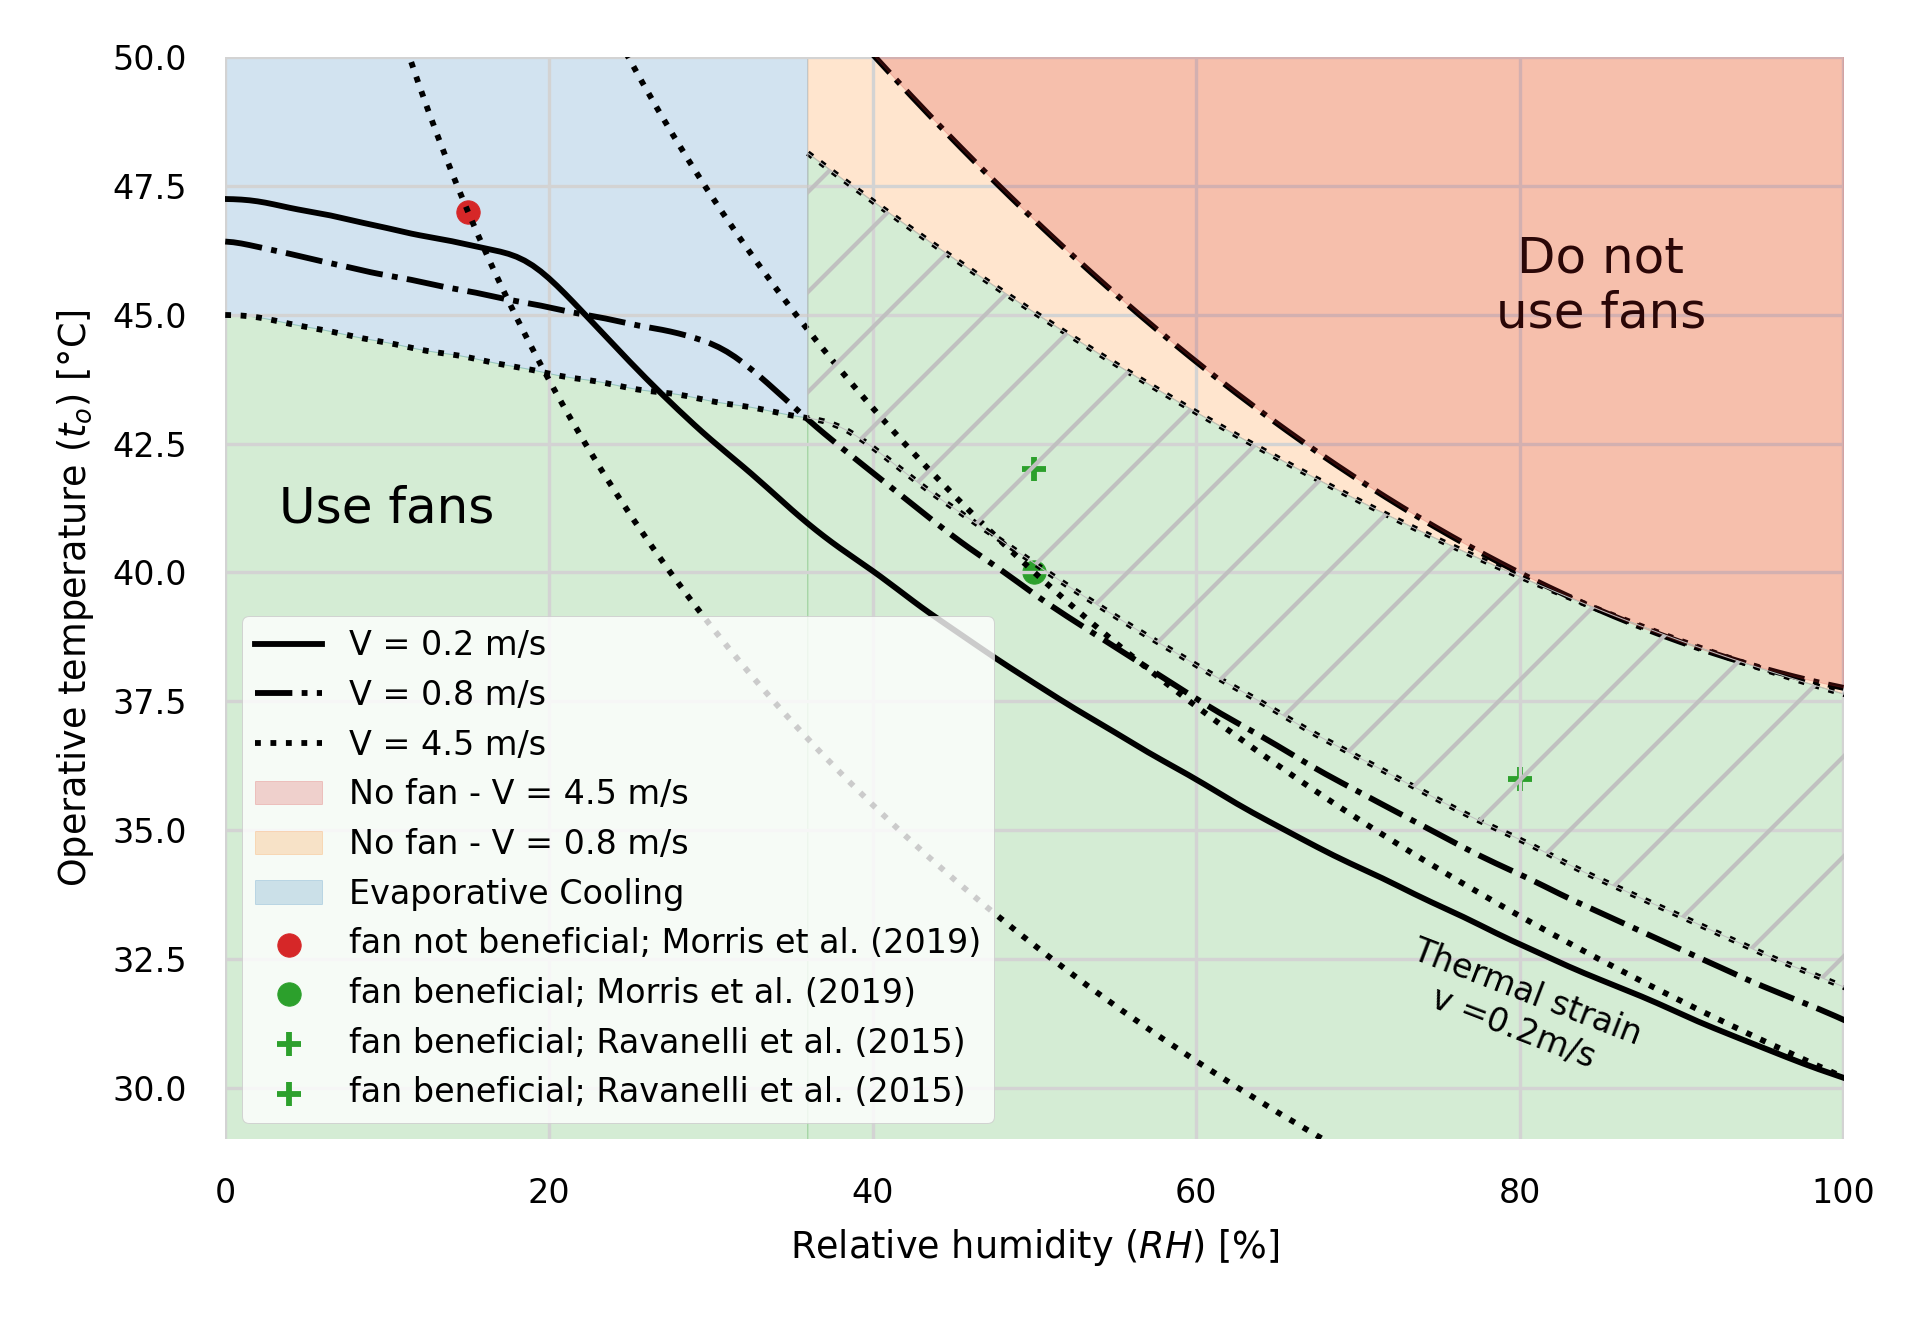 50.0
47.5
45.0
42.5
40.0
37.5
35.0
32.5
30.0
Operative temperature (tₒ) [°C]
Do not
use fans
Use fans
V = 0.2 m/s
V = 0.8 m/s
V = 4.5 m/s
No fan - V = 4.5 m/s
No fan - V = 0.8 m/s
Evaporative Cooling
fan not beneficial; Morris et al. (2019)
fan beneficial; Morris et al. (2019)
fan beneficial; Ravanelli et al. (2015)
fan beneficial; Ravanelli et al. (2015)
Thermal strain
v =0.2m/s
0 20 40 60 80 100
Relative humidity (RH) [%]